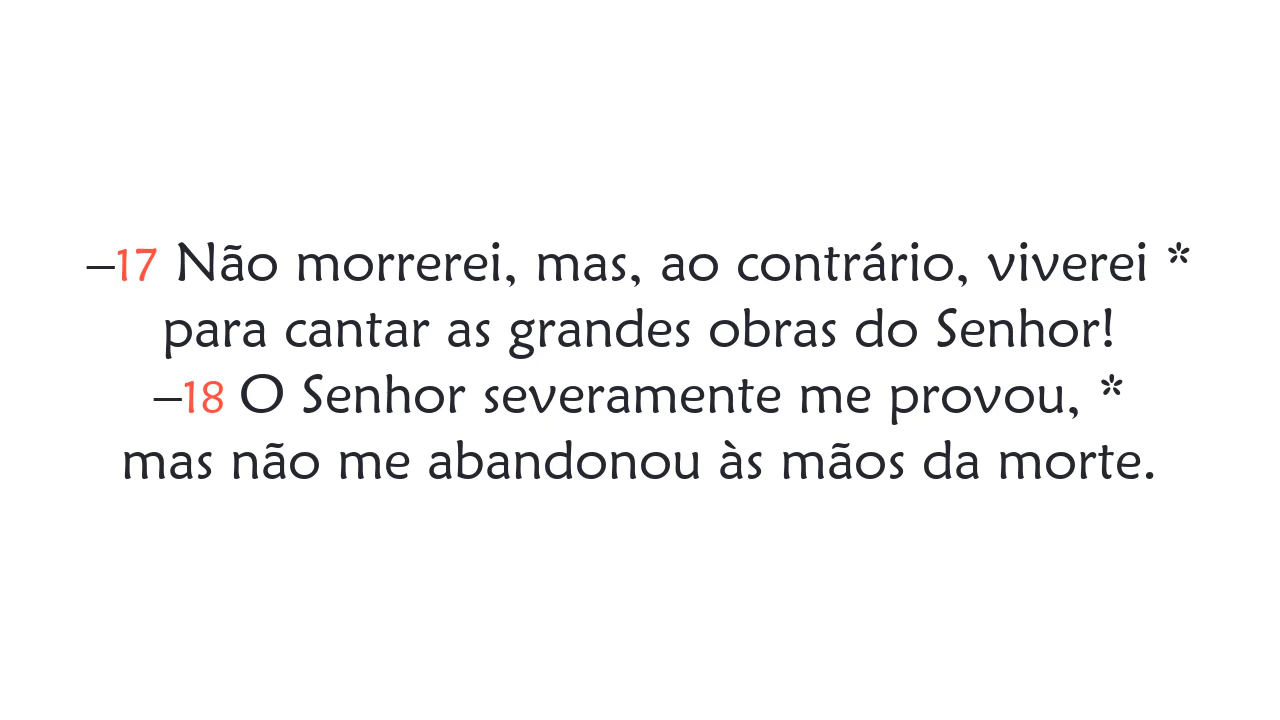 –17 Não morrerei, mas, ao contrário, viverei *
para cantar as grandes obras do Senhor!
–18 O Senhor severamente me provou, *
mas não me abandonou às mãos da morte.